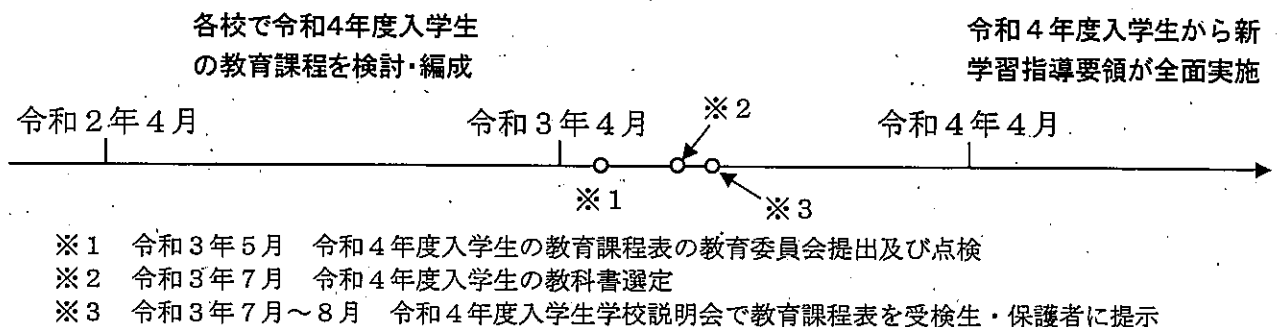 各校で令和4年度入学生
の教育課程を検討・編成
令和４年度入学生から新
学習指導要領が全面実施
令和２年４月
令和３年４月
※２
令和４年４月
※１
※３
※１　令和３年５月　令和４年度入学生の教育課程表の教育委員会提出及び点検
※２　令和３年７月　令和４年度入学生の教科書選定
※３　令和３年７月～８月　令和４年度入学生学校説明会で教育課程表を受検生・保護者に提示